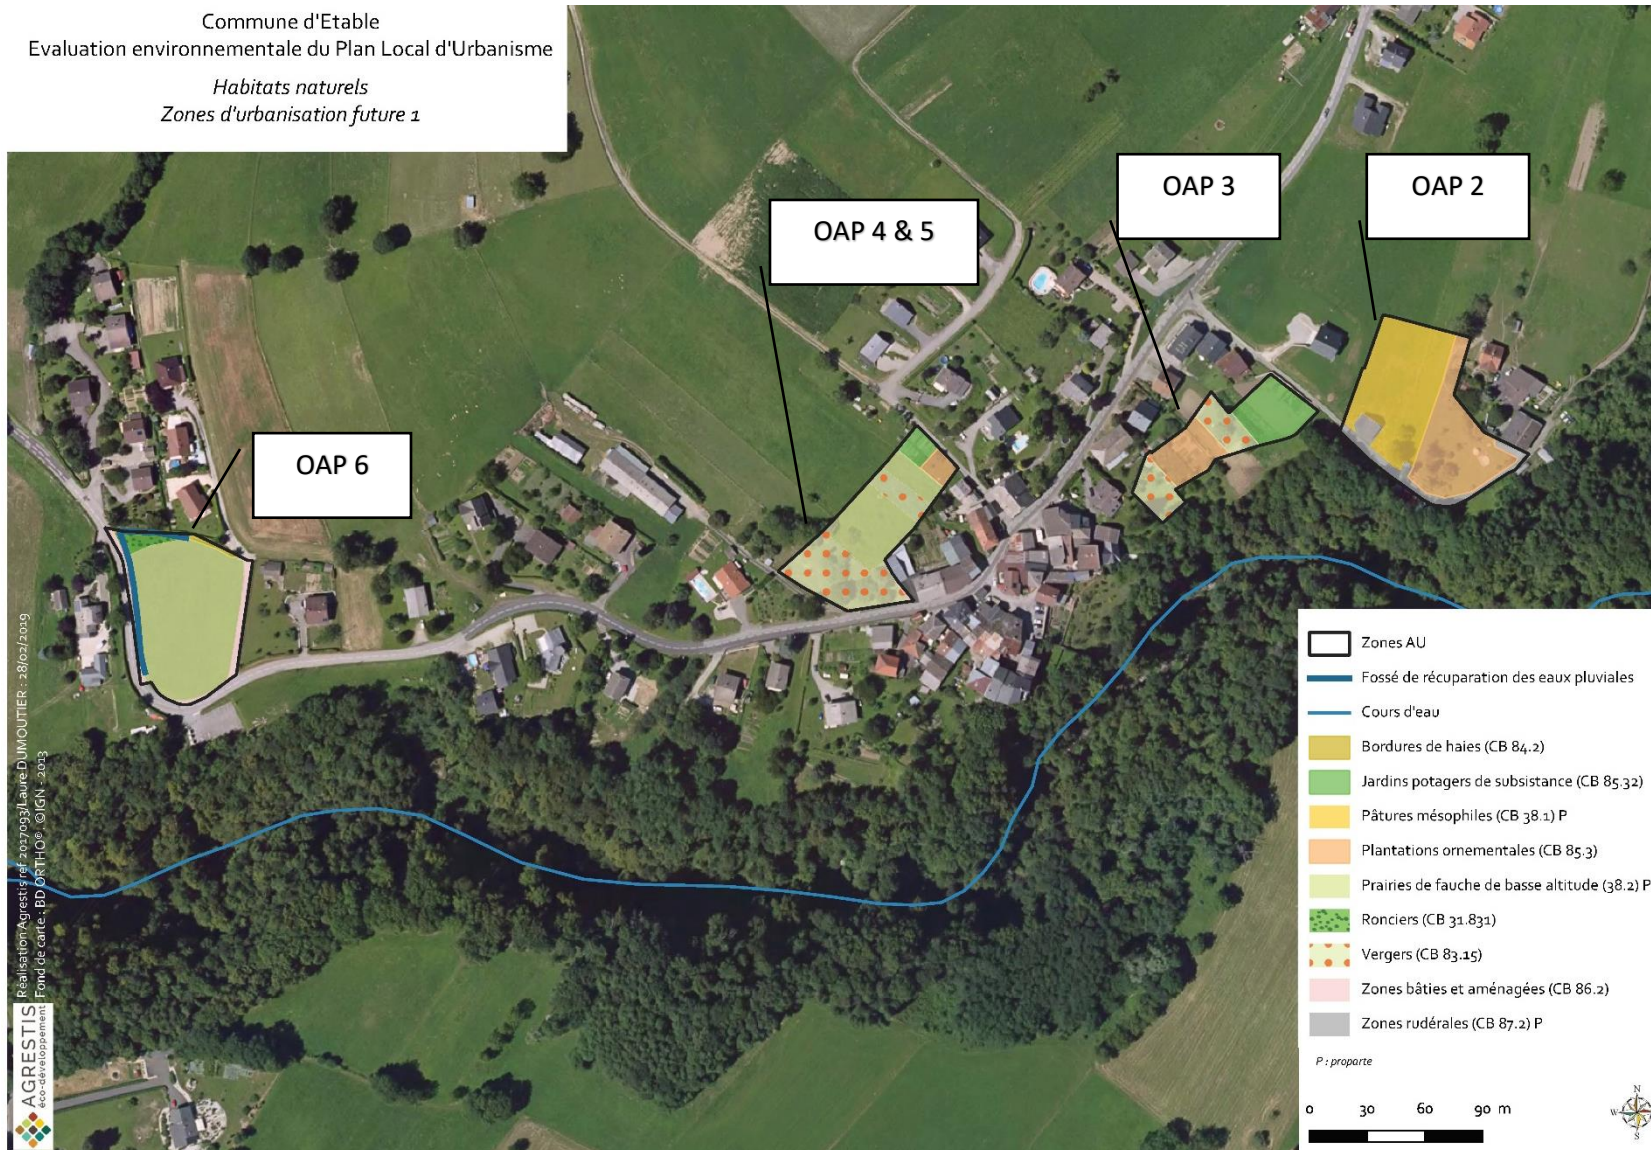 Commune d'Etable
Evaluation environnementale du Plan Local d'Urbanisme
Habitats naturels
Zones d'urbanisation future 1
OAP 3
OAP 2
OAP 4 & 5
OAP 6
Zones AU
Fossé de récuparation des eaux pluviales
Cours d'eau
Bordures de haies (CB 84.2)
Jardins potagers de subsistance (CB 85.32)
Pâtures mésophiles (CB 38.1) P
Plantations ornementales (CB 85.3)
Prairies de fauche de basse altitude (38.2) P
Ronciers (CB 31.831)
Vergers (CB 83.15)
Zones bâties et aménagées (CB 86.2)
Zones rudérales (CB 87.2) P
P : proparte
0 30 60 90 m
N
W
S
AGRESTIS
éco-développement
Réalisation Agrestis réf 2017093/Laure DUMOUTIER : 28/02/2019
Fond de carte : BD ORTHO®. ©IGN - 2013